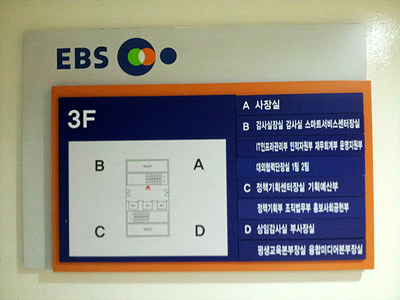 EBS
3F
B
A
C
D
A 사장실
B 감사실장실 감사실 스마트서비스센터장실
IT인프라관리부 인적자원부 재무회계부 운영지원부
대외협력단장실 1팀 2팀
C 정책기획센터장실 기획예산부
정책기획부 조직법무부 홍보사회공헌부
D 상임감사실 부사장실
평생교육본부장실 융합미디어본부장실